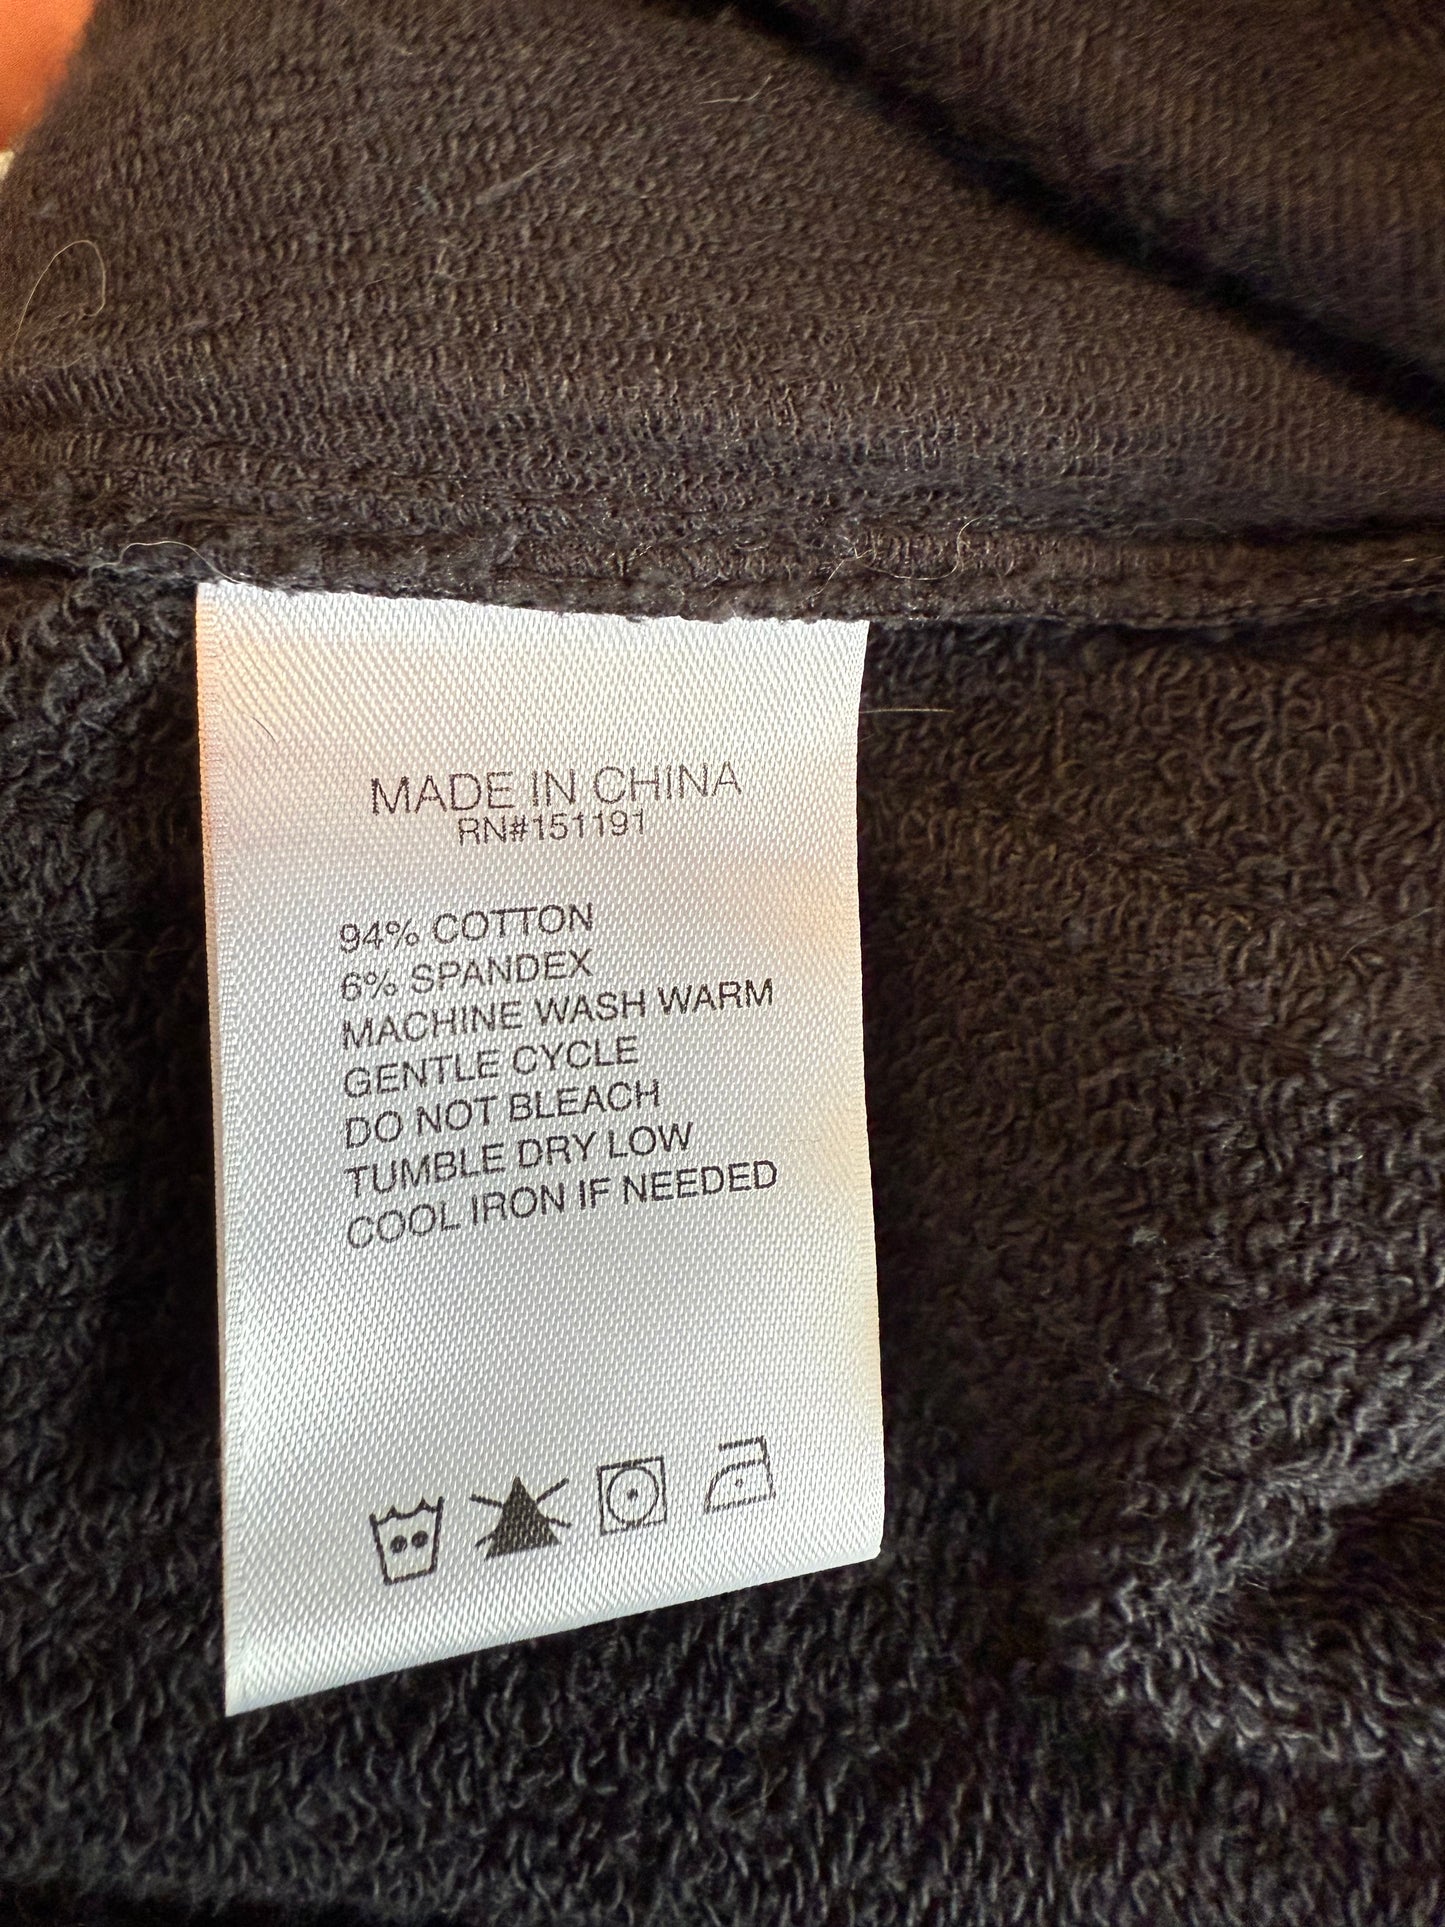 MADE IN CHINA
RN#151191
94% COTTON
6% SPANDEX
MACHINE WASH WARM
GENTLE CYCLE
DO NOT BLEACH
TUMBLE DRY LOW
COOL IRON IF NEEDED